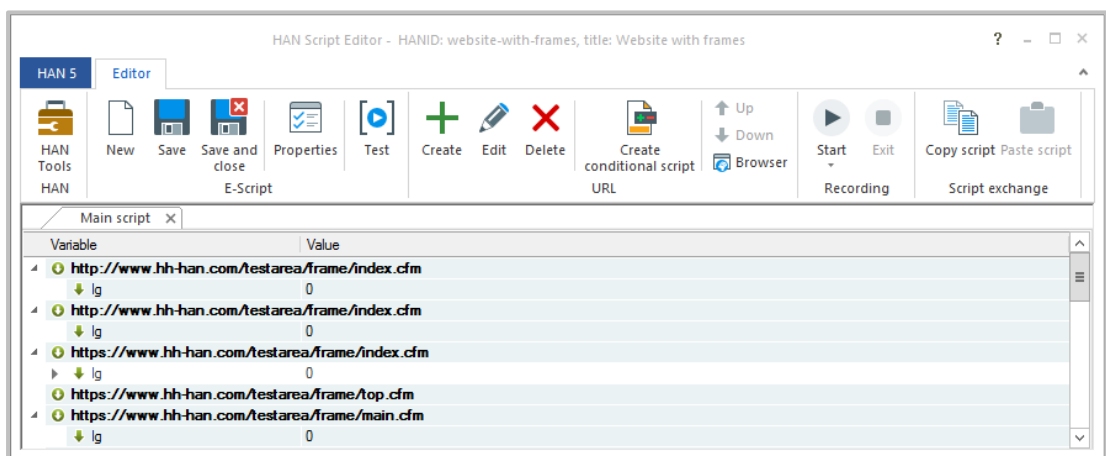 HAN Script Editor - HANID: website-with-frames, title: Website with frames
?
HAN 5 Editor
HAN Tools New Save Save and close Properties Test Create Edit Delete Create conditional script Up Down Browser Start Exit Copy script Paste script
HAN E-Script URL Recording Script exchange
Main script
Variable Value
http://www.hh-han.com/testarea/frame/index.cfm
lg 0
http://www.hh-han.com/testarea/frame/index.cfm
lg 0
https://www.hh-han.com/testarea/frame/index.cfm
lg 0
https://www.hh-han.com/testarea/frame/top.cfm
https://www.hh-han.com/testarea/frame/main.cfm
lg 0